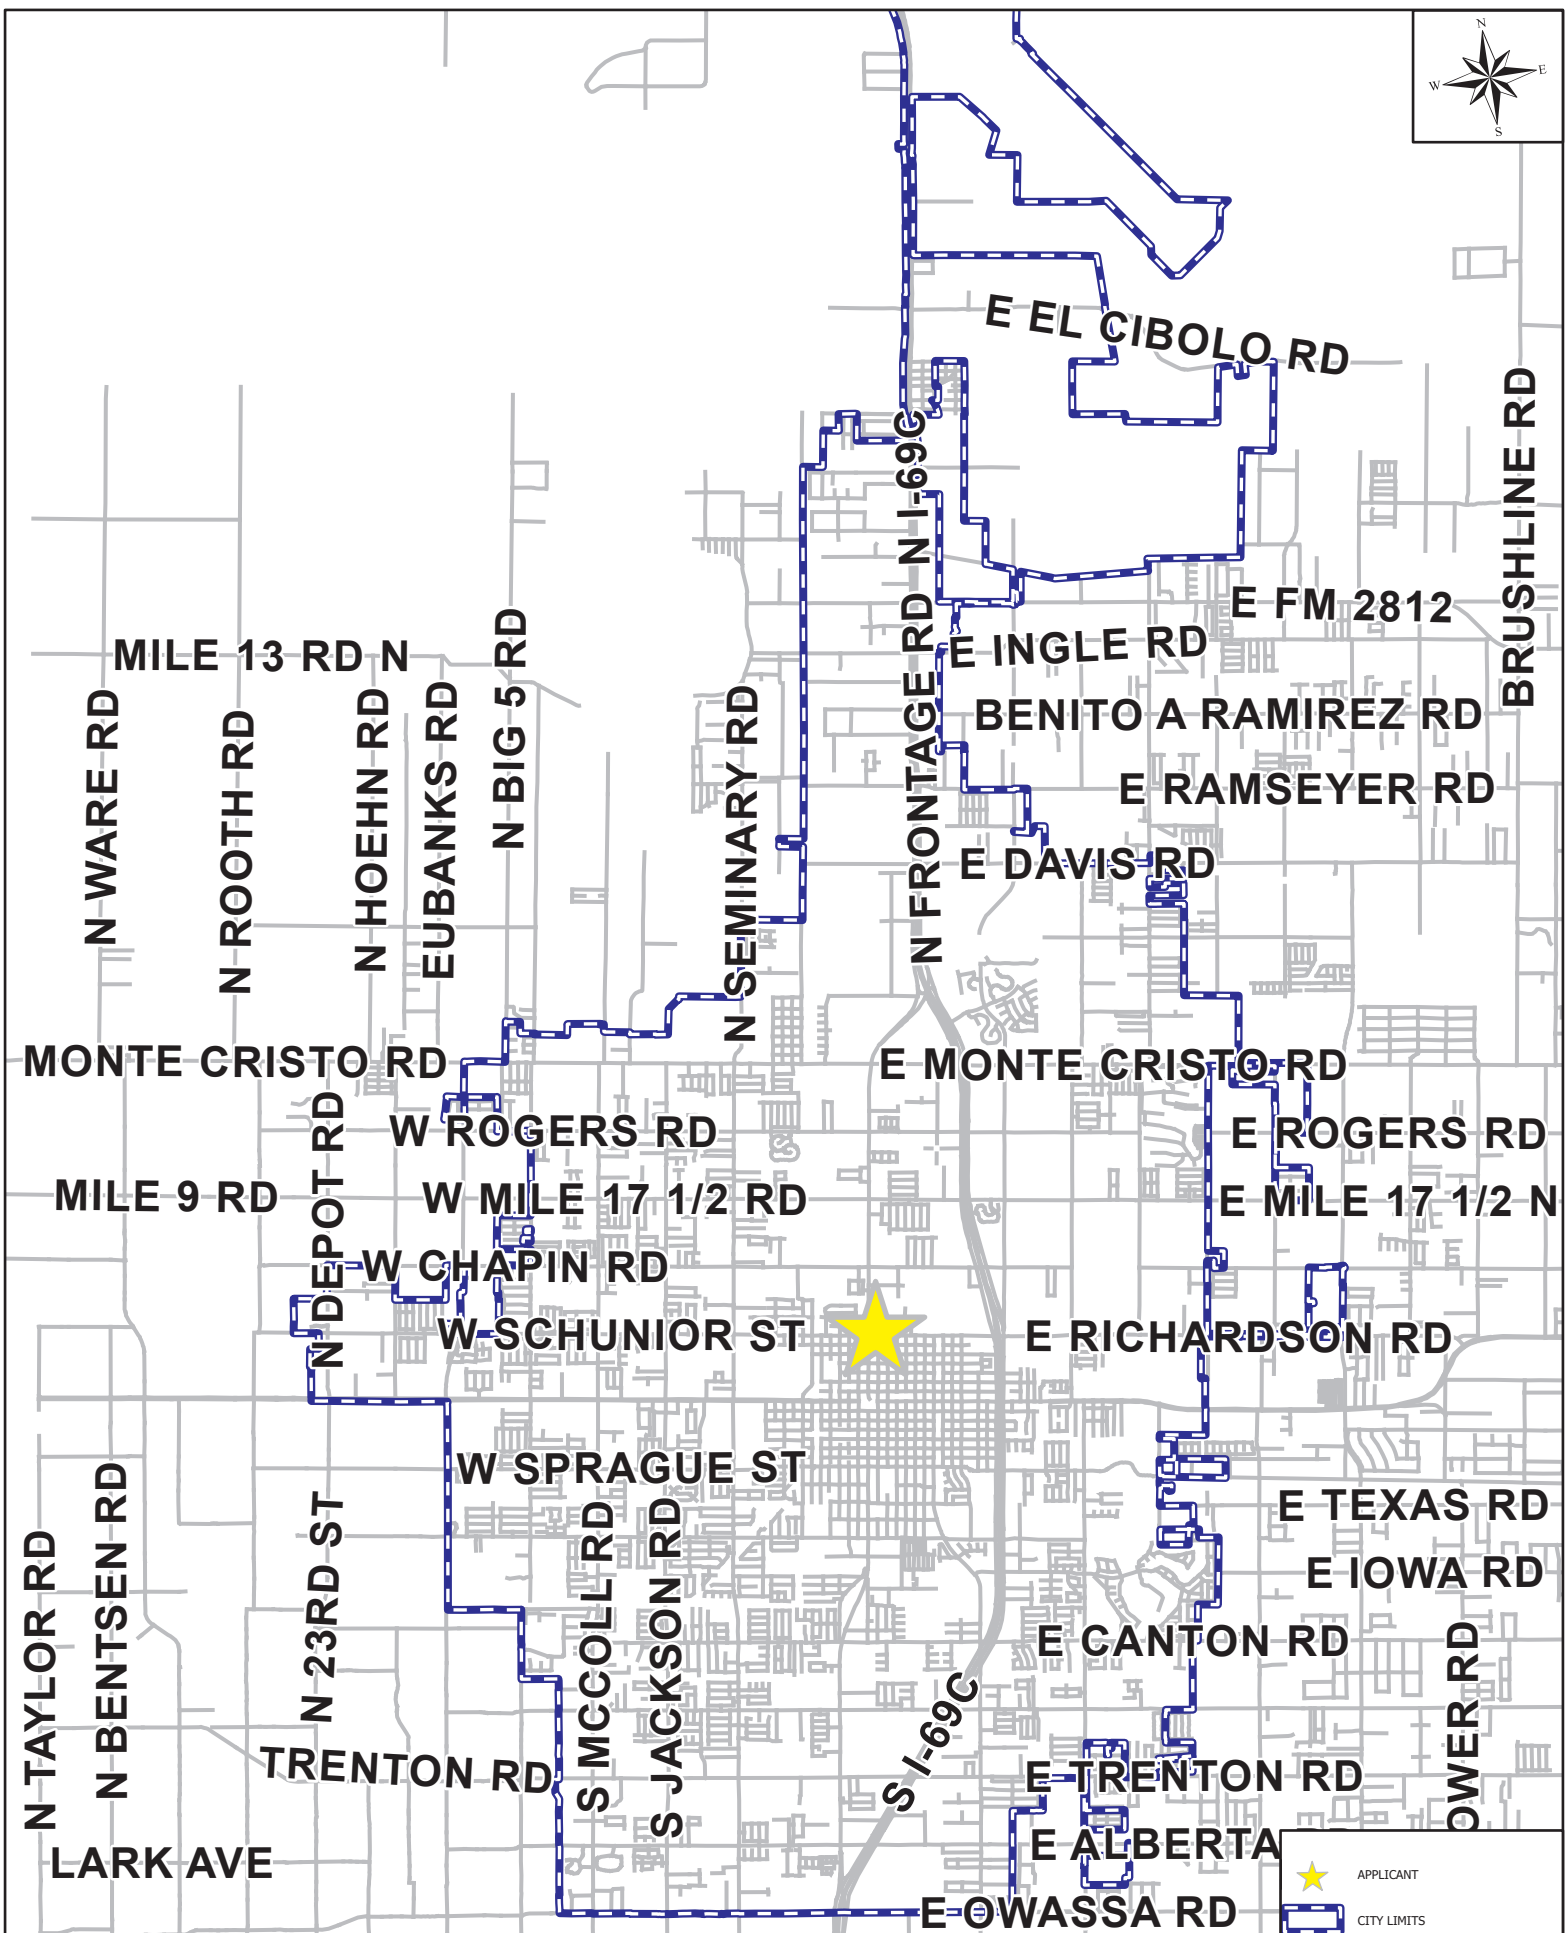 N
W E
S
E EL CIBOLO RD
BRUSHLINE RD
N I-69C
E FM 2812
MILE 13 RD N
E INGLE RD
N BIG 5 RD
N WARE RD
N ROOTH RD
N HOEHN RD
EUBANKS RD
N SEMINARY RD
N FRONTAGE RD
BENITO A RAMIREZ RD
E RAMSEYER RD
E DAVIS RD
MONTE CRISTO RD
E MONTE CRISTO RD
W ROGERS RD
E ROGERS RD
N DEPOT RD
MILE 9 RD
W MILE 17 1/2 RD
E MILE 17 1/2 N
W CHAPIN RD
W SCHUNIOR ST
E RICHARDSON RD
W SPRAGUE ST
E TEXAS RD
E IOWA RD
N TAYLOR RD
N BENTSEN RD
N 23RD ST
S MCCOLL RD
S JACKSON RD
E CANTON RD
S I-69C
OWER RD
TRENTON RD
E TRENTON RD
E ALBERTA
LARK AVE
E OWASSA RD
APPLICANT
CITY LIMITS